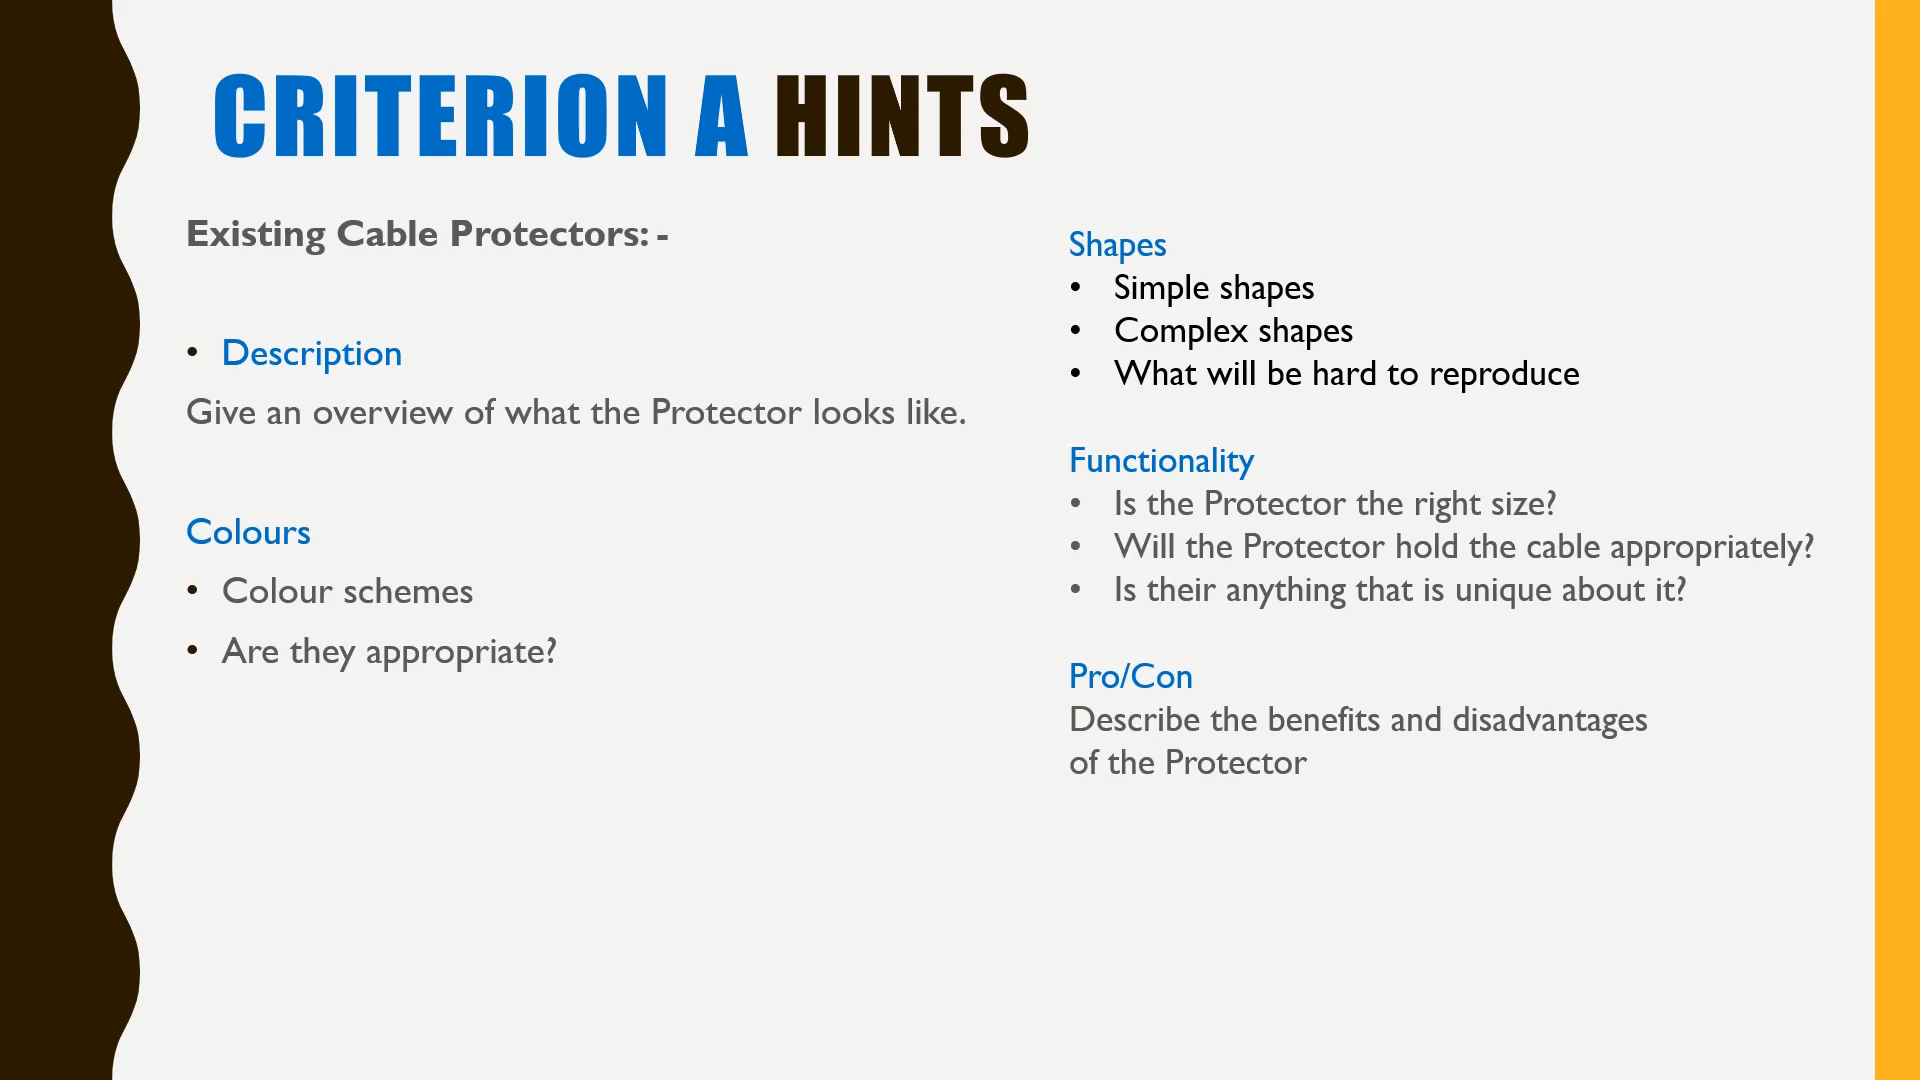 CRITERION A HINTS
Existing Cable Protectors: -
• Description
Give an overview of what the Protector looks like.
Colours
• Colour schemes
• Are they appropriate?
Shapes
• Simple shapes
• Complex shapes
• What will be hard to reproduce
Functionality
• Is the Protector the right size?
• Will the Protector hold the cable appropriately?
• Is their anything that is unique about it?
Pro/Con
Describe the benefits and disadvantages
of the Protector